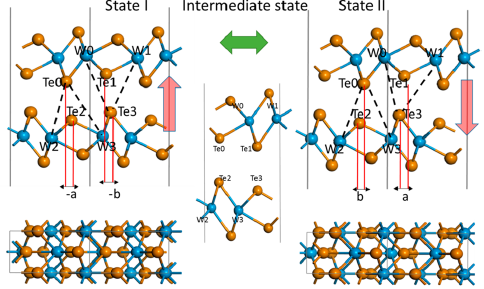 State I
Intermediate state
State II
W0
W1
Te0
Te1
Te2
Te3
W2
W3
-a
-b
W0
W1
Te0
Te1
Te2
Te3
W2
W3
W0
W1
Te0
Te1
Te2
Te3
W2
W3
b
a